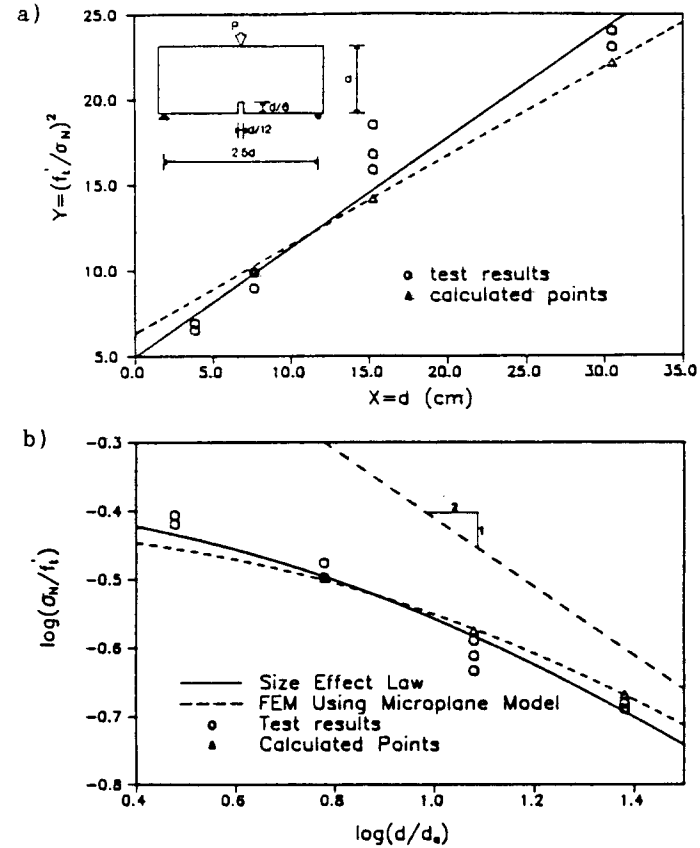 a)
25.0
20.0
15.0
10.0
5.0
Y=(f't/σN)²
P
d
d/6
d/12
2.5d
test results
calculated points
0.0 5.0 10.0 15.0 20.0 25.0 30.0 35.0
X=d (cm)
b)
-0.3
-0.4
-0.5
-0.6
-0.7
-0.8
log(σN/f't)
2
1
Size Effect Law
FEM Using Microplane Model
Test results
Calculated Points
0.4 0.6 0.8 1.0 1.2 1.4
log(d/da)